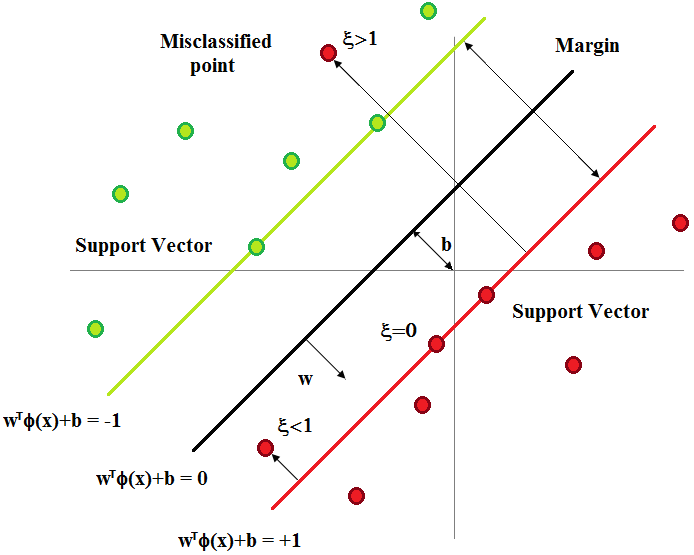 Misclassified
point
ξ>1
Margin
Support Vector
b
Support Vector
ξ=0
w
wᵀϕ(x)+b = -1
ξ<1
wᵀϕ(x)+b = 0
wᵀϕ(x)+b = +1